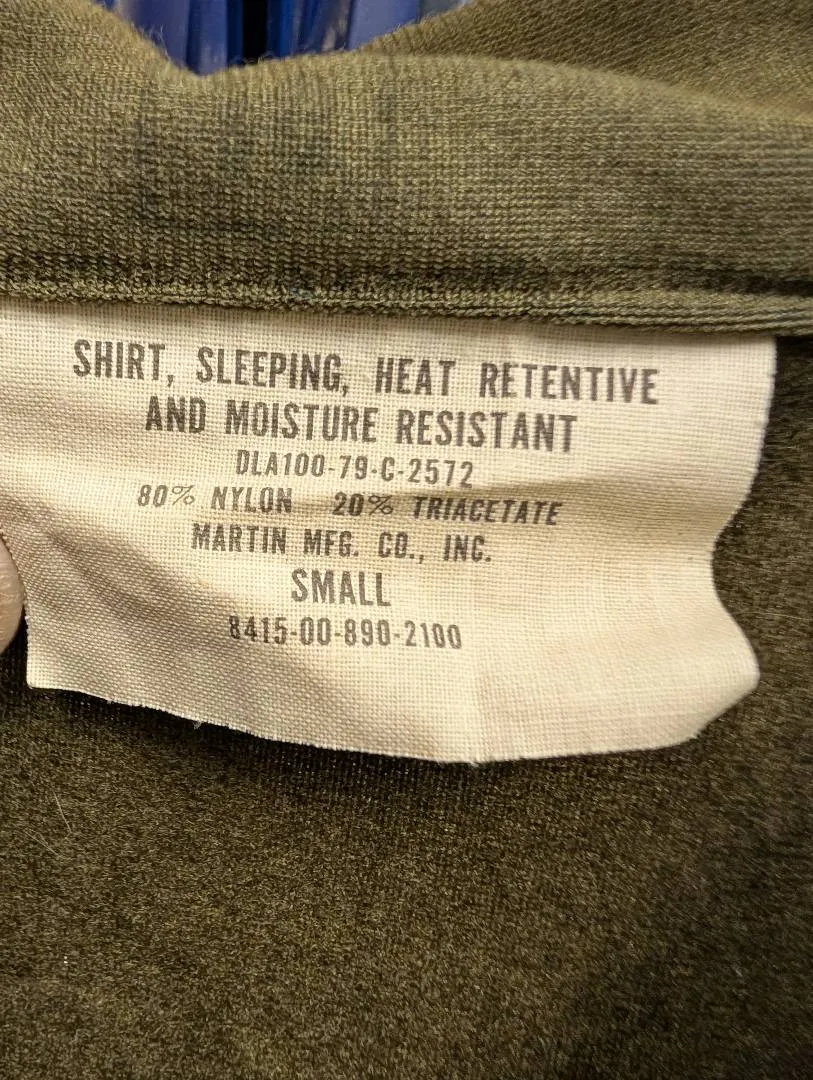 SHIRT, SLEEPING, HEAT RETENTIVE
AND MOISTURE RESISTANT
DLA100-79-C-2572
80% NYLON 20% TRIACETATE
MARTIN MFG. CO., INC.
SMALL
8415-00-890-2100